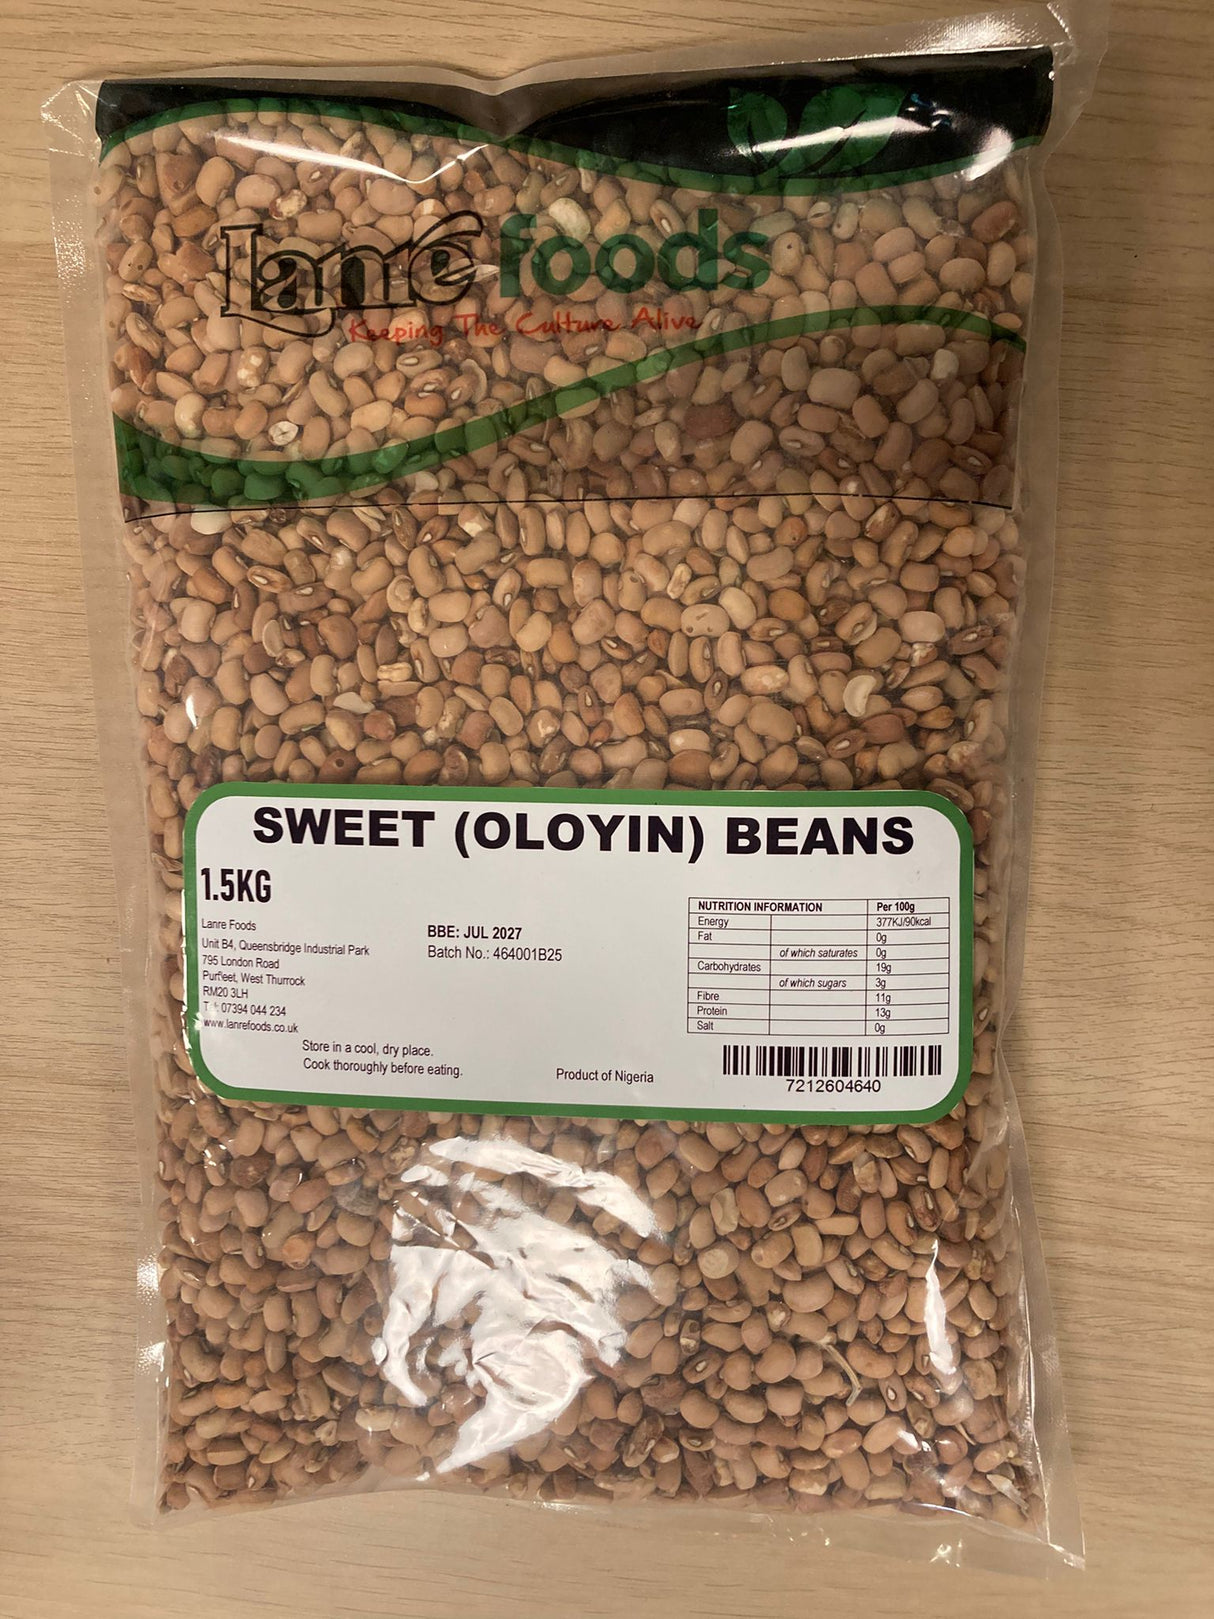 Lanre foods
Keeping The Culture Alive
SWEET (OLOYIN) BEANS
1.5KG
Lanre Foods
Unit B4, Queensbridge Industrial Park
795 London Road
Purfleet, West Thurrock
RM20 3LH
Tel: 07394 044 234
www.lanrefoods.co.uk
BBE: JUL 2027
Batch No.: 464001B25
Store in a cool, dry place.
Cook thoroughly before eating.
Product of Nigeria
NUTRITION INFORMATION Per 100g
Energy 377KJ/90kcal
Fat 0g
of which saturates 0g
Carbohydrates 19g
of which sugars 3g
Fibre 11g
Protein 13g
Salt 0g
7212604640